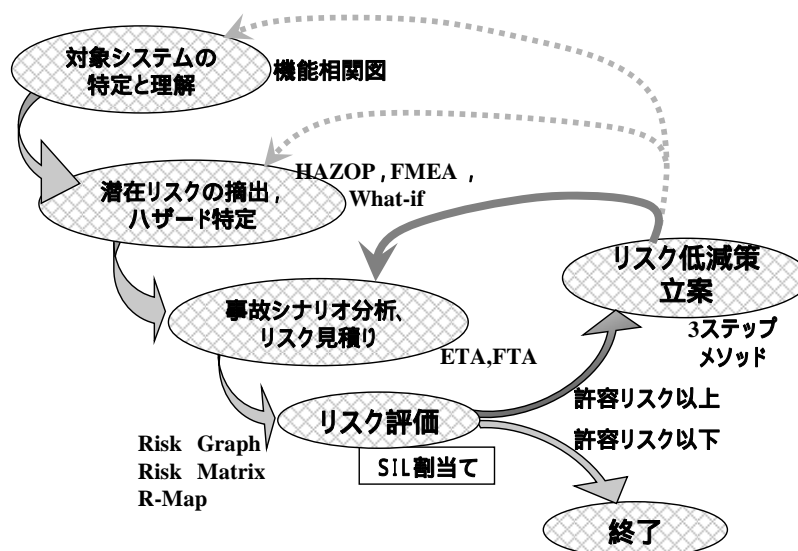 対象システムの
特定と理解
機能相関図
潜在リスクの摘出,
ハザード特定
HAZOP,FMEA,
What-if
事故シナリオ分析、
リスク見積り
ETA,FTA
リスク低減策
立案
3ステップ
メソッド
リスク評価
SIL割当て
Risk Graph
Risk Matrix
R-Map
許容リスク以上
許容リスク以下
終了